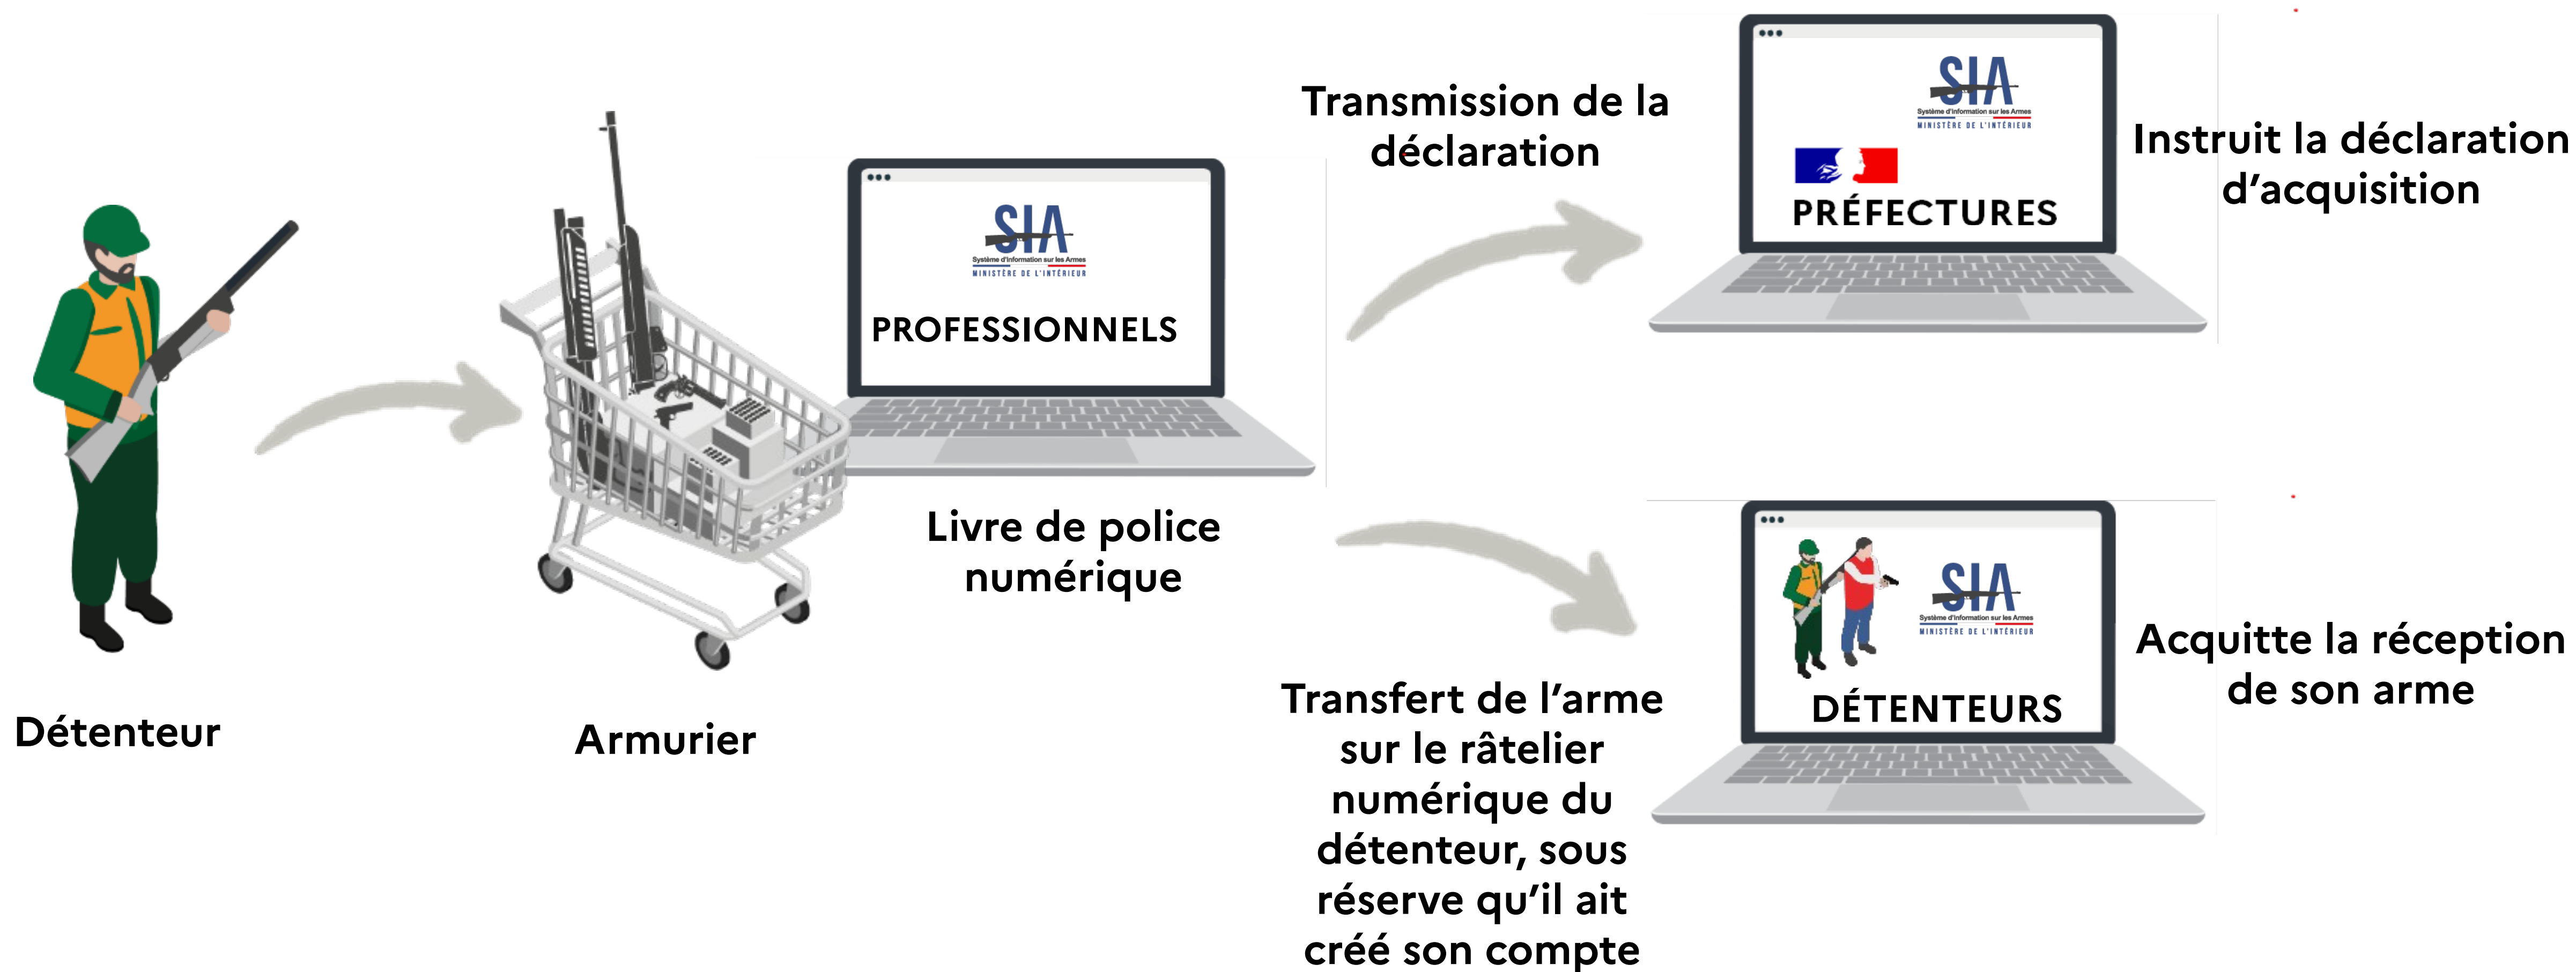 Détenteur
Armurier
SIA
Système d'Information sur les Armes
MINISTÈRE DE L'INTÉRIEUR
PROFESSIONNELS
Livre de police
numérique
Transmission de la
déclaration
SIA
Système d'Information sur les Armes
MINISTÈRE DE L'INTÉRIEUR
PRÉFECTURES
Instruit la déclaration
d'acquisition
Transfert de l'arme
sur le râtelier
numérique du
détenteur, sous
réserve qu'il ait
créé son compte
SIA
Système d'Information sur les Armes
MINISTÈRE DE L'INTÉRIEUR
DÉTENTEURS
Acquitte la réception
de son arme